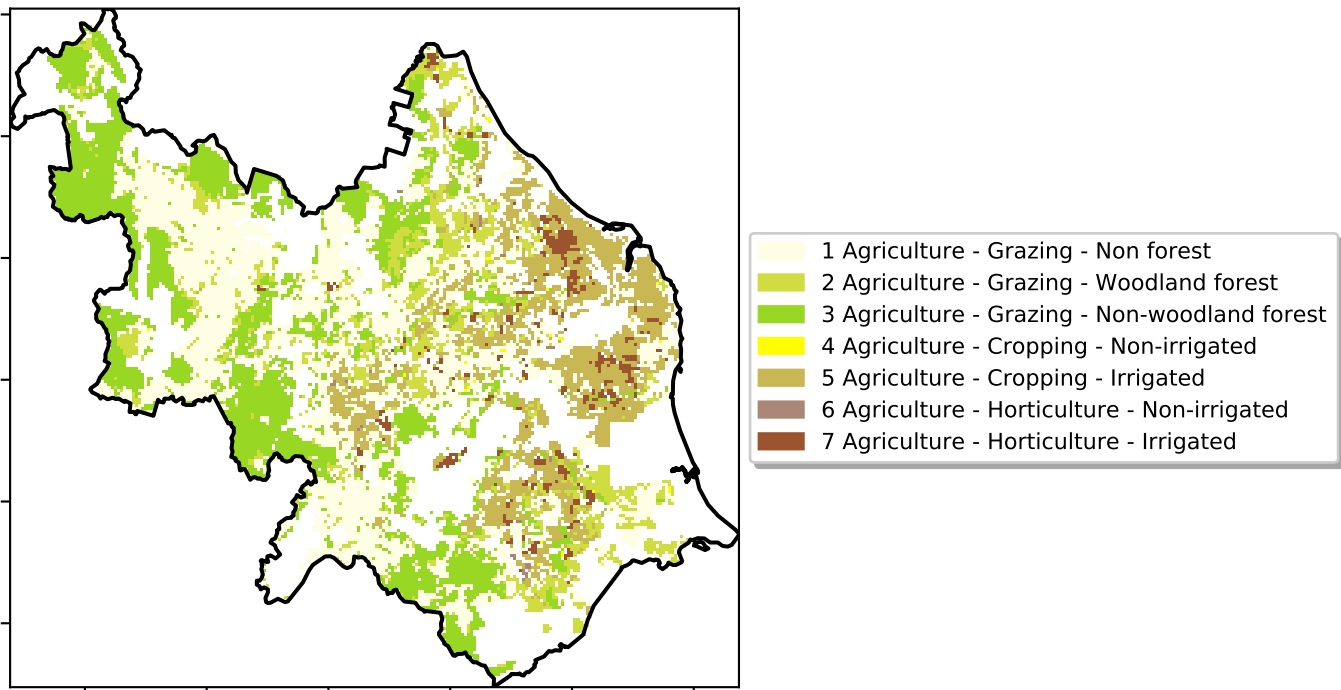 1 Agriculture - Grazing - Non forest
2 Agriculture - Grazing - Woodland forest
3 Agriculture - Grazing - Non-woodland forest
4 Agriculture - Cropping - Non-irrigated
5 Agriculture - Cropping - Irrigated
6 Agriculture - Horticulture - Non-irrigated
7 Agriculture - Horticulture - Irrigated